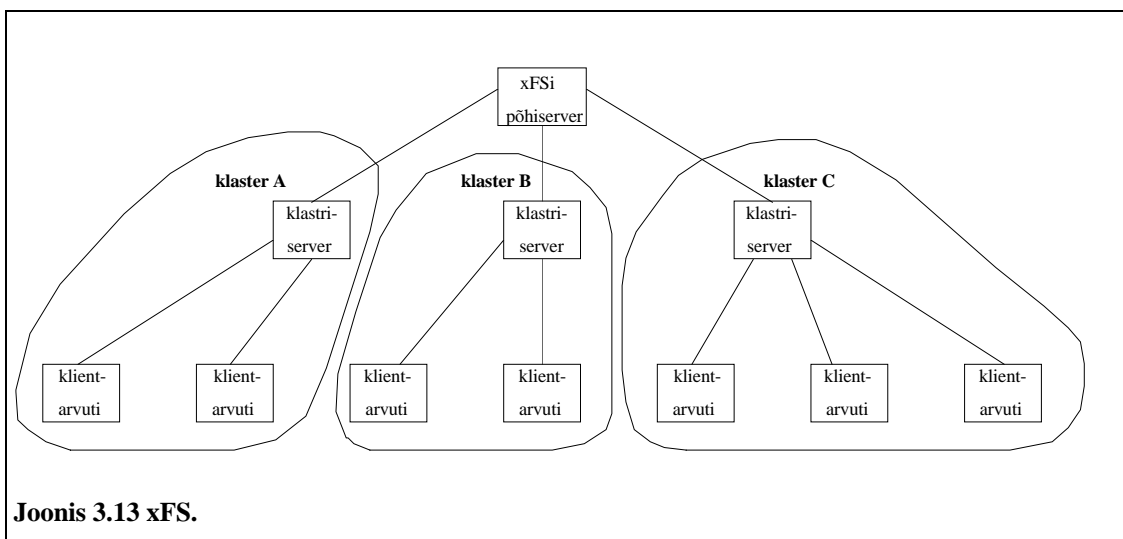 xFSi
põhiserver
klaster A
klaster B
klaster C
klastri-
server
klastri-
server
klastri-
server
klient-
arvuti
klient-
arvuti
klient-
arvuti
klient-
arvuti
klient-
arvuti
klient-
arvuti
klient-
arvuti
Joonis 3.13 xFS.